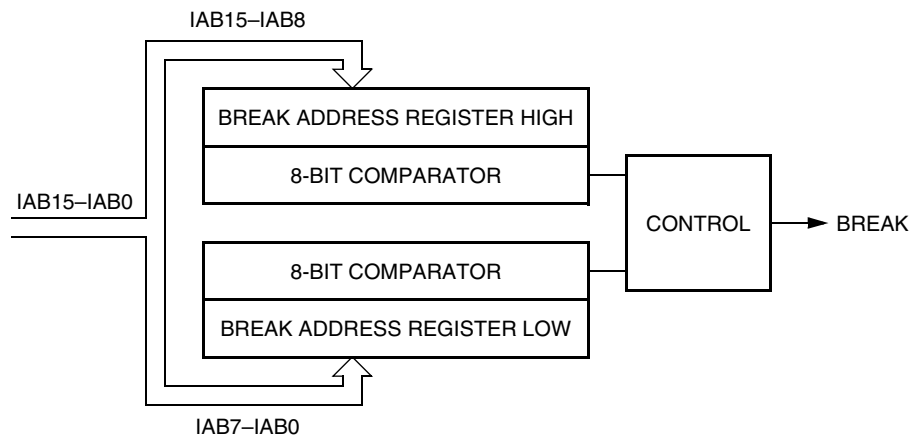 IAB15–IAB8
BREAK ADDRESS REGISTER HIGH
8-BIT COMPARATOR
IAB15–IAB0
CONTROL
BREAK
8-BIT COMPARATOR
BREAK ADDRESS REGISTER LOW
IAB7–IAB0